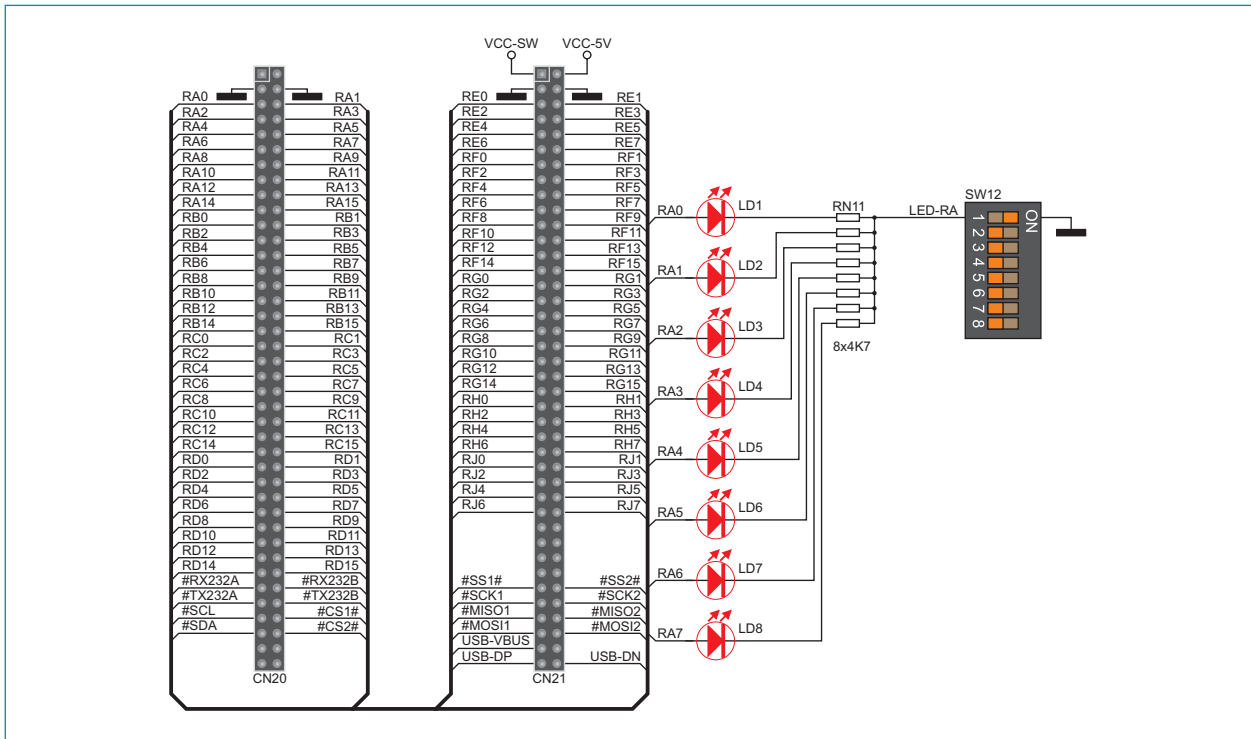 VCC-SW VCC-5V
RA0 RA1
RA2 RA3
RA4 RA5
RA6 RA7
RA8 RA9
RA10 RA11
RA12 RA13
RA14 RA15
RB0 RB1
RB2 RB3
RB4 RB5
RB6 RB7
RB8 RB9
RB10 RB11
RB12 RB13
RB14 RB15
RC0 RC1
RC2 RC3
RC4 RC5
RC6 RC7
RC8 RC9
RC10 RC11
RC12 RC13
RC14 RC15
RD0 RD1
RD2 RD3
RD4 RD5
RD6 RD7
RD8 RD9
RD10 RD11
RD12 RD13
RD14 RD15
#RX232A #RX232B
#TX232A #TX232B
#SCL #CS1#
#SDA #CS2#
CN20
RE0 RE1
RE2 RE3
RE4 RE5
RE6 RE7
RF0 RF1
RF2 RF3
RF4 RF5
RF6 RF7
RF8 RF9
RF10 RF11
RF12 RF13
RF14 RF15
RG0 RG1
RG2 RG3
RG4 RG5
RG6 RG7
RG8 RG9
RG10 RG11
RG12 RG13
RG14 RG15
RH0 RH1
RH2 RH3
RH4 RH5
RH6 RH7
RJ0 RJ1
RJ2 RJ3
RJ4 RJ5
RJ6 RJ7
#SS1# #SS2#
#SCK1 #SCK2
#MISO1 #MISO2
#MOSI1 #MOSI2
USB-VBUS
USB-DP USB-DN
CN21
RA0 LD1
RA1 LD2
RA2 LD3
RA3 LD4
RA4 LD5
RA5 LD6
RA6 LD7
RA7 LD8
RN11
8x4K7
LED-RA
SW12
ON
1
2
3
4
5
6
7
8